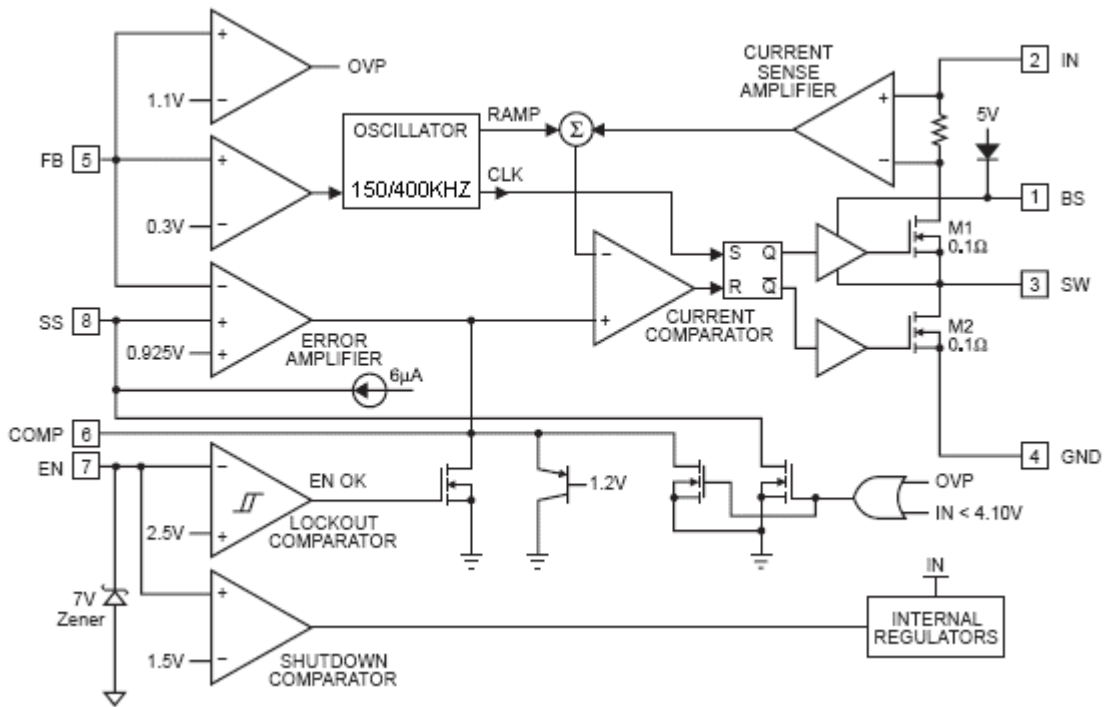 +
OVP
1.1V
−
FB 5
+
0.3V
−
OSCILLATOR
150/400KHZ
RAMP
CLK
Σ
CURRENT
SENSE
AMPLIFIER
+
−
2 IN
5V
1 BS
M1
0.1Ω
3 SW
M2
0.1Ω
4 GND
S Q
R Q̅
−
+
CURRENT
COMPARATOR
−
SS 8
+
0.925V
+
ERROR
AMPLIFIER
6µA
COMP 6
EN 7
−
EN OK
2.5V
+
LOCKOUT
COMPARATOR
1.2V
OVP
IN < 4.10V
7V
Zener
+
1.5V
−
SHUTDOWN
COMPARATOR
IN
INTERNAL
REGULATORS